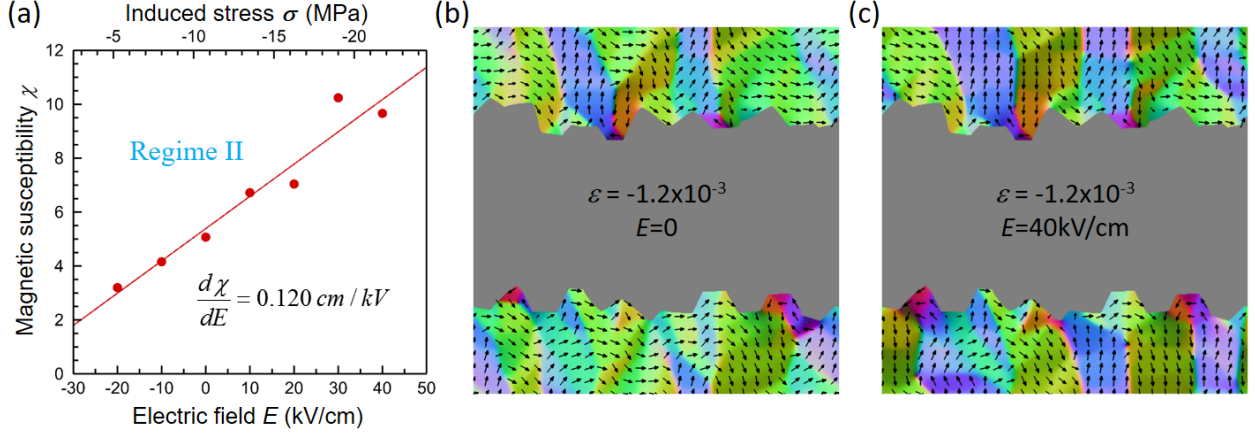 (a)
Induced stress σ (MPa)
-5 -10 -15 -20
Magnetic susceptibility χ
12
10
8
6
4
2
0
Regime II
dχ/dE = 0.120 cm / kV
-30 -20 -10 0 10 20 30 40 50
Electric field E (kV/cm)
(b)
ε = -1.2x10⁻³
E=0
(c)
ε = -1.2x10⁻³
E=40kV/cm